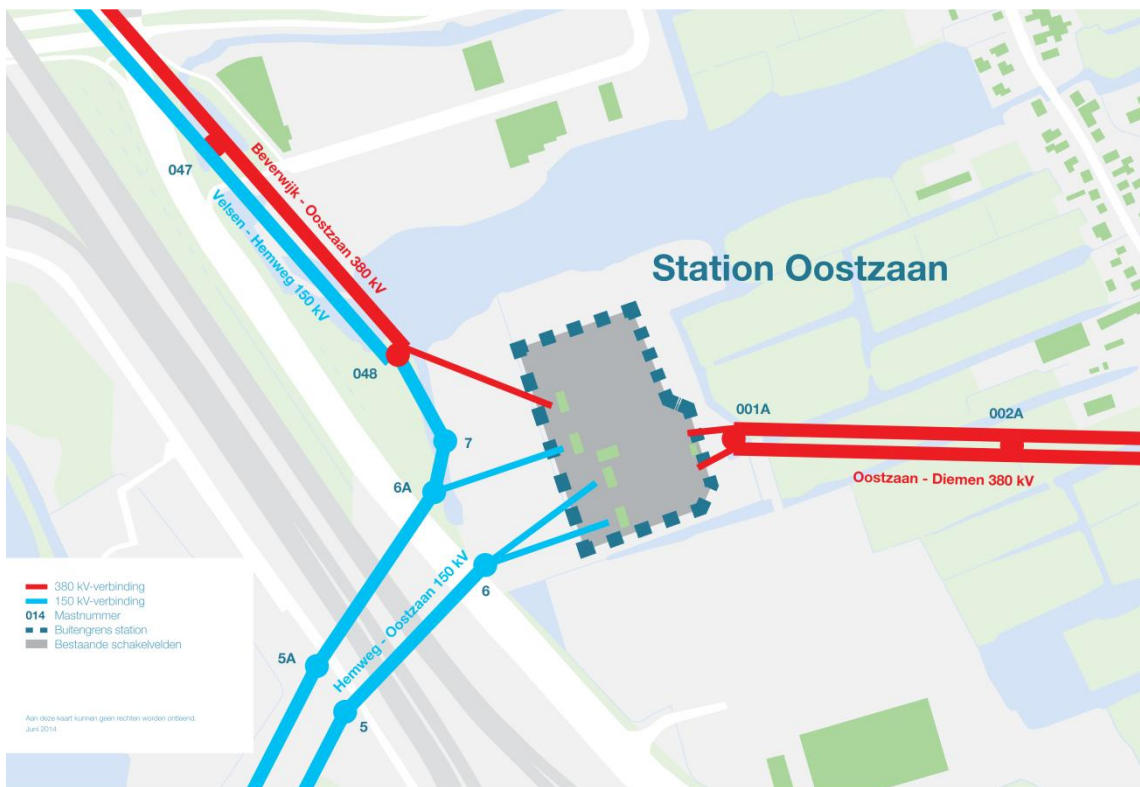 047
Beverwijk - Oostzaan 380 kV
Velsen - Hemweg 150 kV
Station Oostzaan
048
001A
002A
7
Oostzaan - Diemen 380 kV
6A
6
Hemweg - Oostzaan 150 kV
5A
5
380 kV-verbinding
150 kV-verbinding
014 Mastnummer
Buitengrens station
Bestaande schakelvelden
Aan deze kaart kunnen geen rechten worden ontleend.
Juni 2014